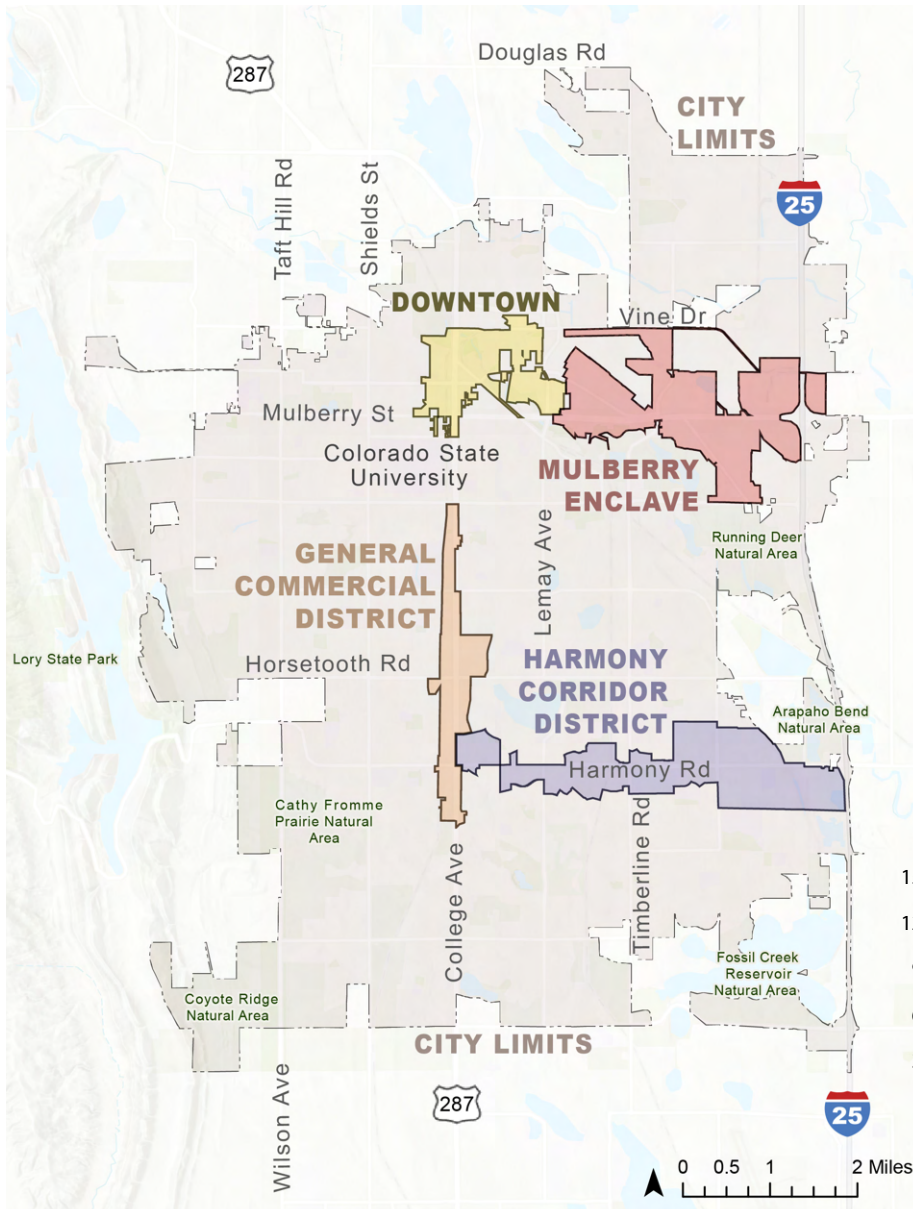 Douglas Rd
287
CITY
LIMITS
25
Taft Hill Rd
Shields St
DOWNTOWN
Vine Dr
Mulberry St
Colorado State
University
MULBERRY
ENCLAVE
Lemay Ave
Running Deer
Natural Area
GENERAL
COMMERCIAL
DISTRICT
Lory State Park
Horsetooth Rd
HARMONY
CORRIDOR
DISTRICT
Arapaho Bend
Natural Area
Harmony Rd
Cathy Fromme
Prairie Natural
Area
Timberline Rd
College Ave
1
1
Fossil Creek
Reservoir
Natural Area
Coyote Ridge
Natural Area
CITY LIMITS
Wilson Ave
287
25
0 0.5 1 2 Miles